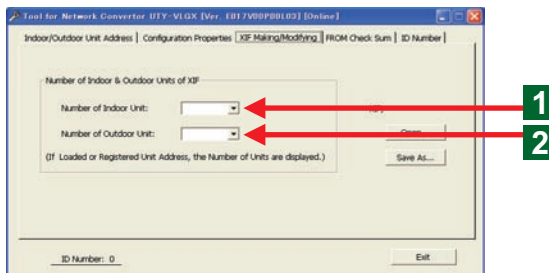 Tool for Network Convertor UTY-VLGX [Ver. E017V00P00L03] [Online]
Indoor/Outdoor Unit Address Configuration Properties XIF Making/Modifying FROM Check Sum ID Number
Number of Indoor & Outdoor Units of XIF
Number of Indoor Unit:
1
Number of Outdoor Unit:
2
(If Loaded or Registered Unit Address, the Number of Units are displayed.)
Save As...
ID Number: 0
Exit